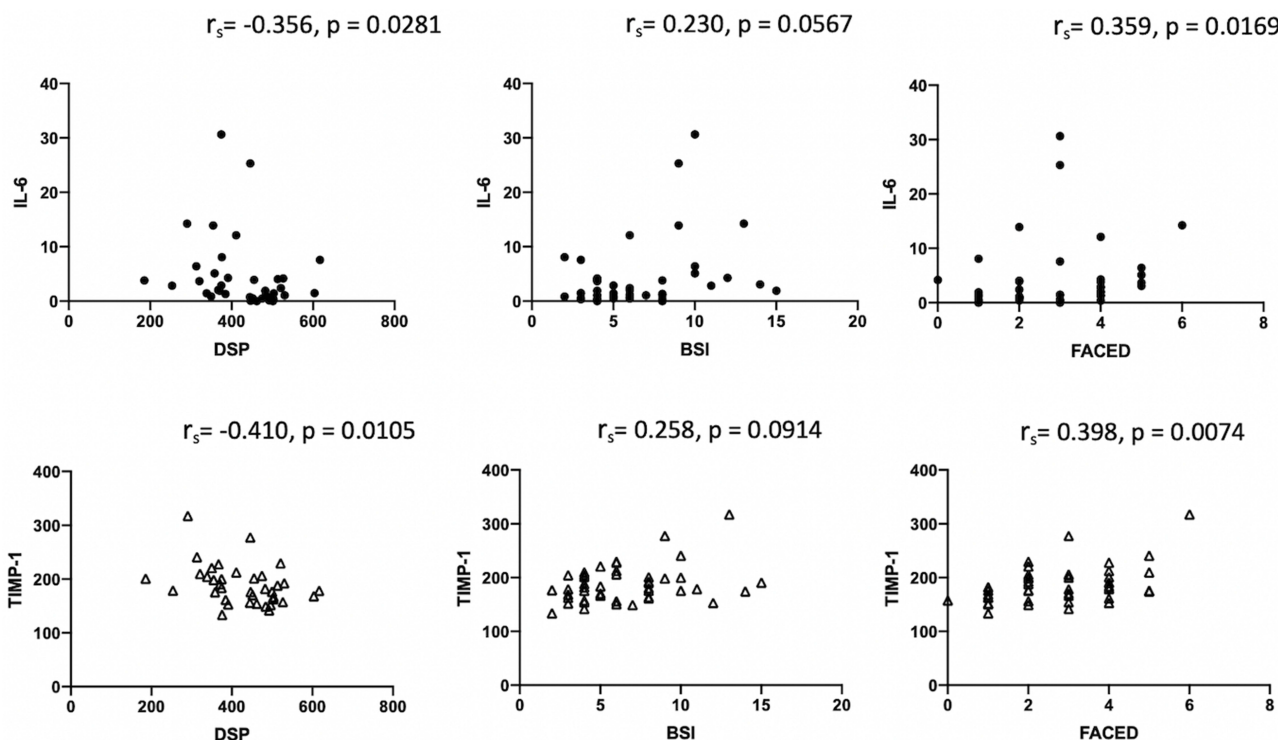 rs= -0.356, p = 0.0281
rs= 0.230, p = 0.0567
rs= 0.359, p = 0.0169
40
30
20
10
0
IL-6
0 200 400 600 800
DSP
40
30
20
10
0
IL-6
0 5 10 15 20
BSI
40
30
20
10
0
IL-6
0 2 4 6 8
FACED
rs= -0.410, p = 0.0105
rs= 0.258, p = 0.0914
rs= 0.398, p = 0.0074
400
300
200
100
0
TIMP-1
0 200 400 600 800
DSP
400
300
200
100
0
TIMP-1
0 5 10 15 20
BSI
400
300
200
100
0
TIMP-1
0 2 4 6 8
FACED